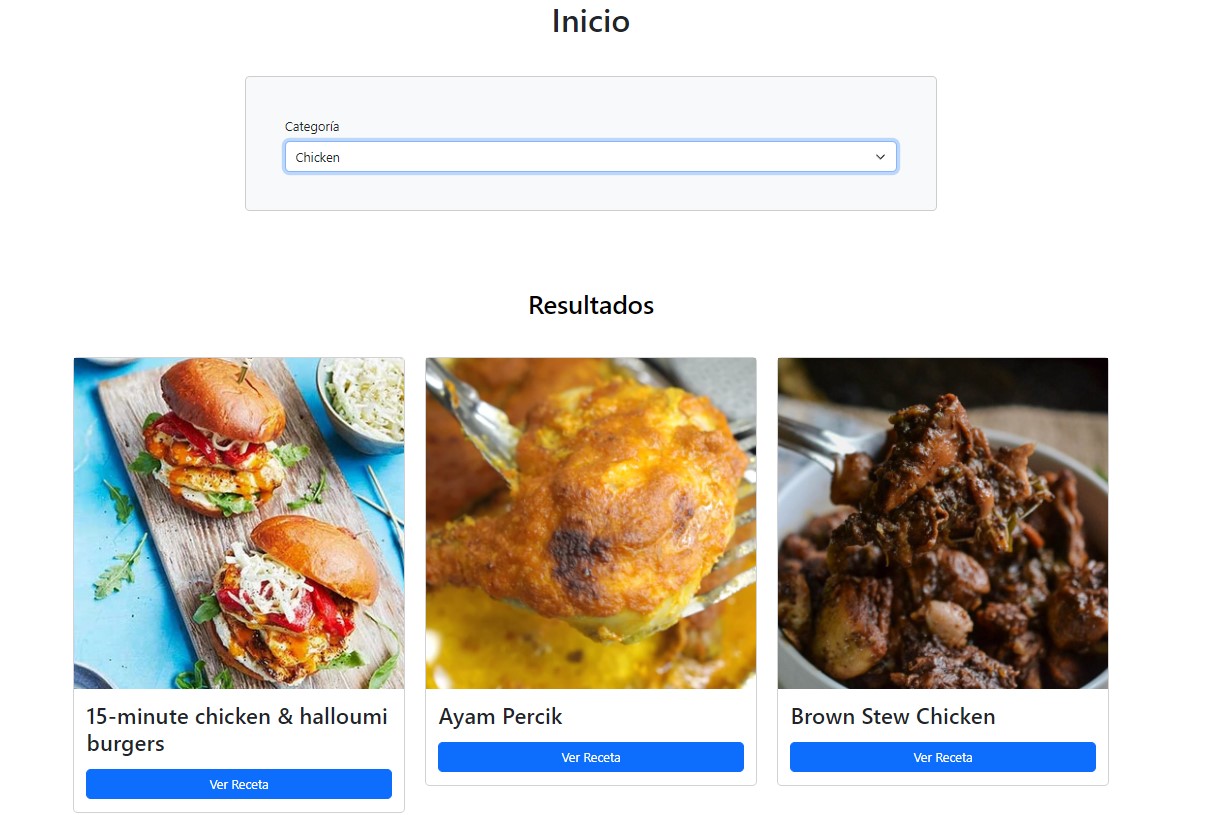 Inicio
Categoría
Chicken
Resultados
15-minute chicken & halloumi
burgers
Ver Receta
Ayam Percik
Ver Receta
Brown Stew Chicken
Ver Receta